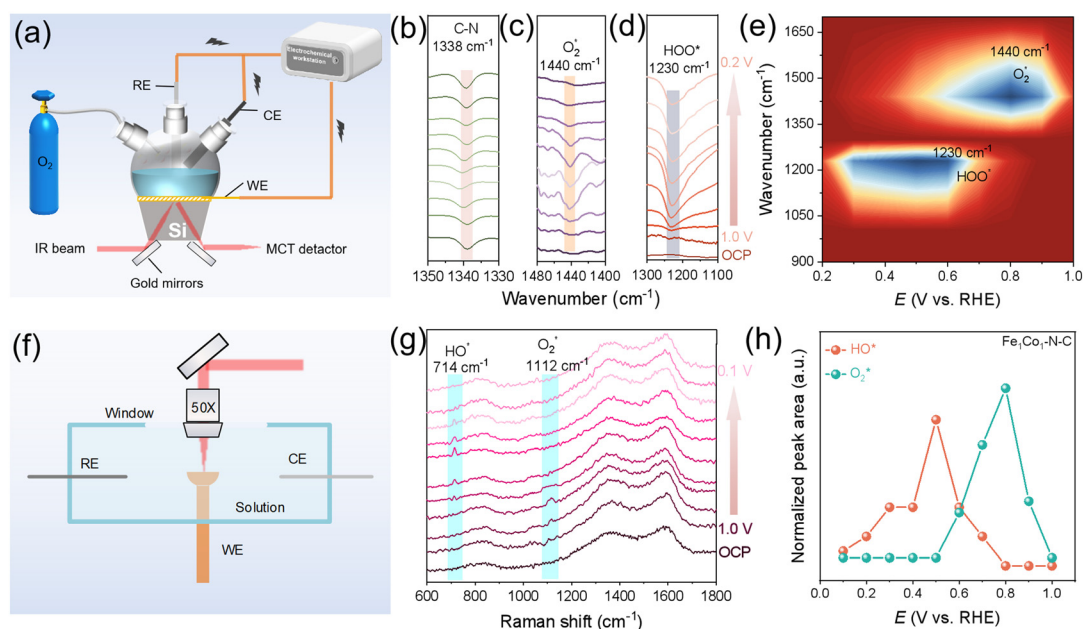 (a)
Electrochemical
workstation
RE
CE
O₂
WE
Si
IR beam
MCT detactor
Gold mirrors
(b)
C-N
1338 cm⁻¹
1350 1340 1330
(c)
O₂*
1440 cm⁻¹
1480 1440 1400
(d)
HOO*
1230 cm⁻¹
0.2 V
1.0 V
OCP
1300 1200 1100
Wavenumber (cm⁻¹)
(e)
Wavenumber (cm⁻¹)
1650
1500
1350
1200
1050
900
1440 cm⁻¹
O₂*
1230 cm⁻¹
HOO*
0.2 0.4 0.6 0.8 1.0
E (V vs. RHE)
(f)
50X
Window
RE
CE
Solution
WE
(g)
HO*
714 cm⁻¹
O₂*
1112 cm⁻¹
0.1 V
1.0 V
OCP
600 800 1000 1200 1400 1600 1800
Raman shift (cm⁻¹)
(h)
Normalized peak area (a.u.)
HO*
O₂*
Fe₁Co₁-N-C
0.0 0.2 0.4 0.6 0.8 1.0
E (V vs. RHE)